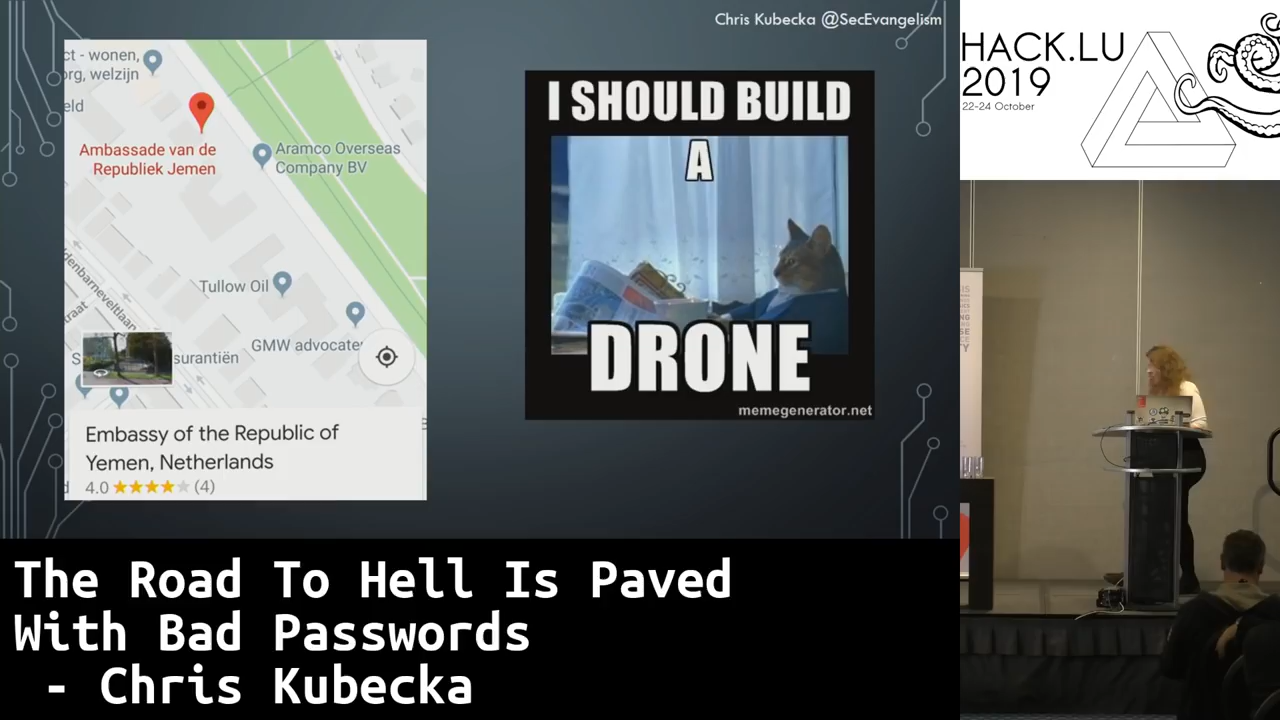 Chris Kubecka @SecEvangelism
ct - wonen,
org, welzijn
eld
Ambassade van de
Republiek Jemen
Aramco Overseas
Company BV
Tullow Oil
denbarneveltlaan
traat
GMW advocate
surantiën
Embassy of the Republic of
Yemen, Netherlands
4.0 (4)
I SHOULD BUILD
A
DRONE
memegenerator.net
HACK.LU
2019
22-24 October
The Road To Hell Is Paved
With Bad Passwords
- Chris Kubecka